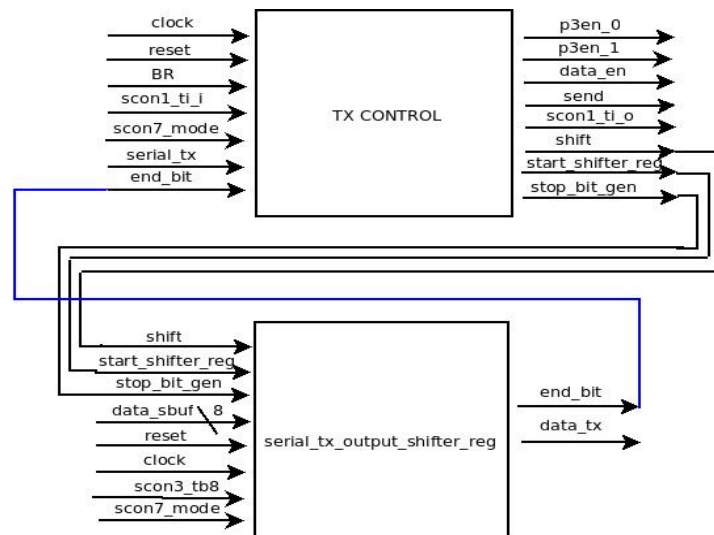 clock
reset
BR
scon1_ti_i
scon7_mode
serial_tx
end_bit
TX CONTROL
p3en_0
p3en_1
data_en
send
scon1_ti_o
shift
start_shifter_reg
stop_bit_gen
shift
start_shifter_reg
stop_bit_gen
data_sbuf 8
reset
clock
scon3_tb8
scon7_mode
serial_tx_output_shifter_reg
end_bit
data_tx